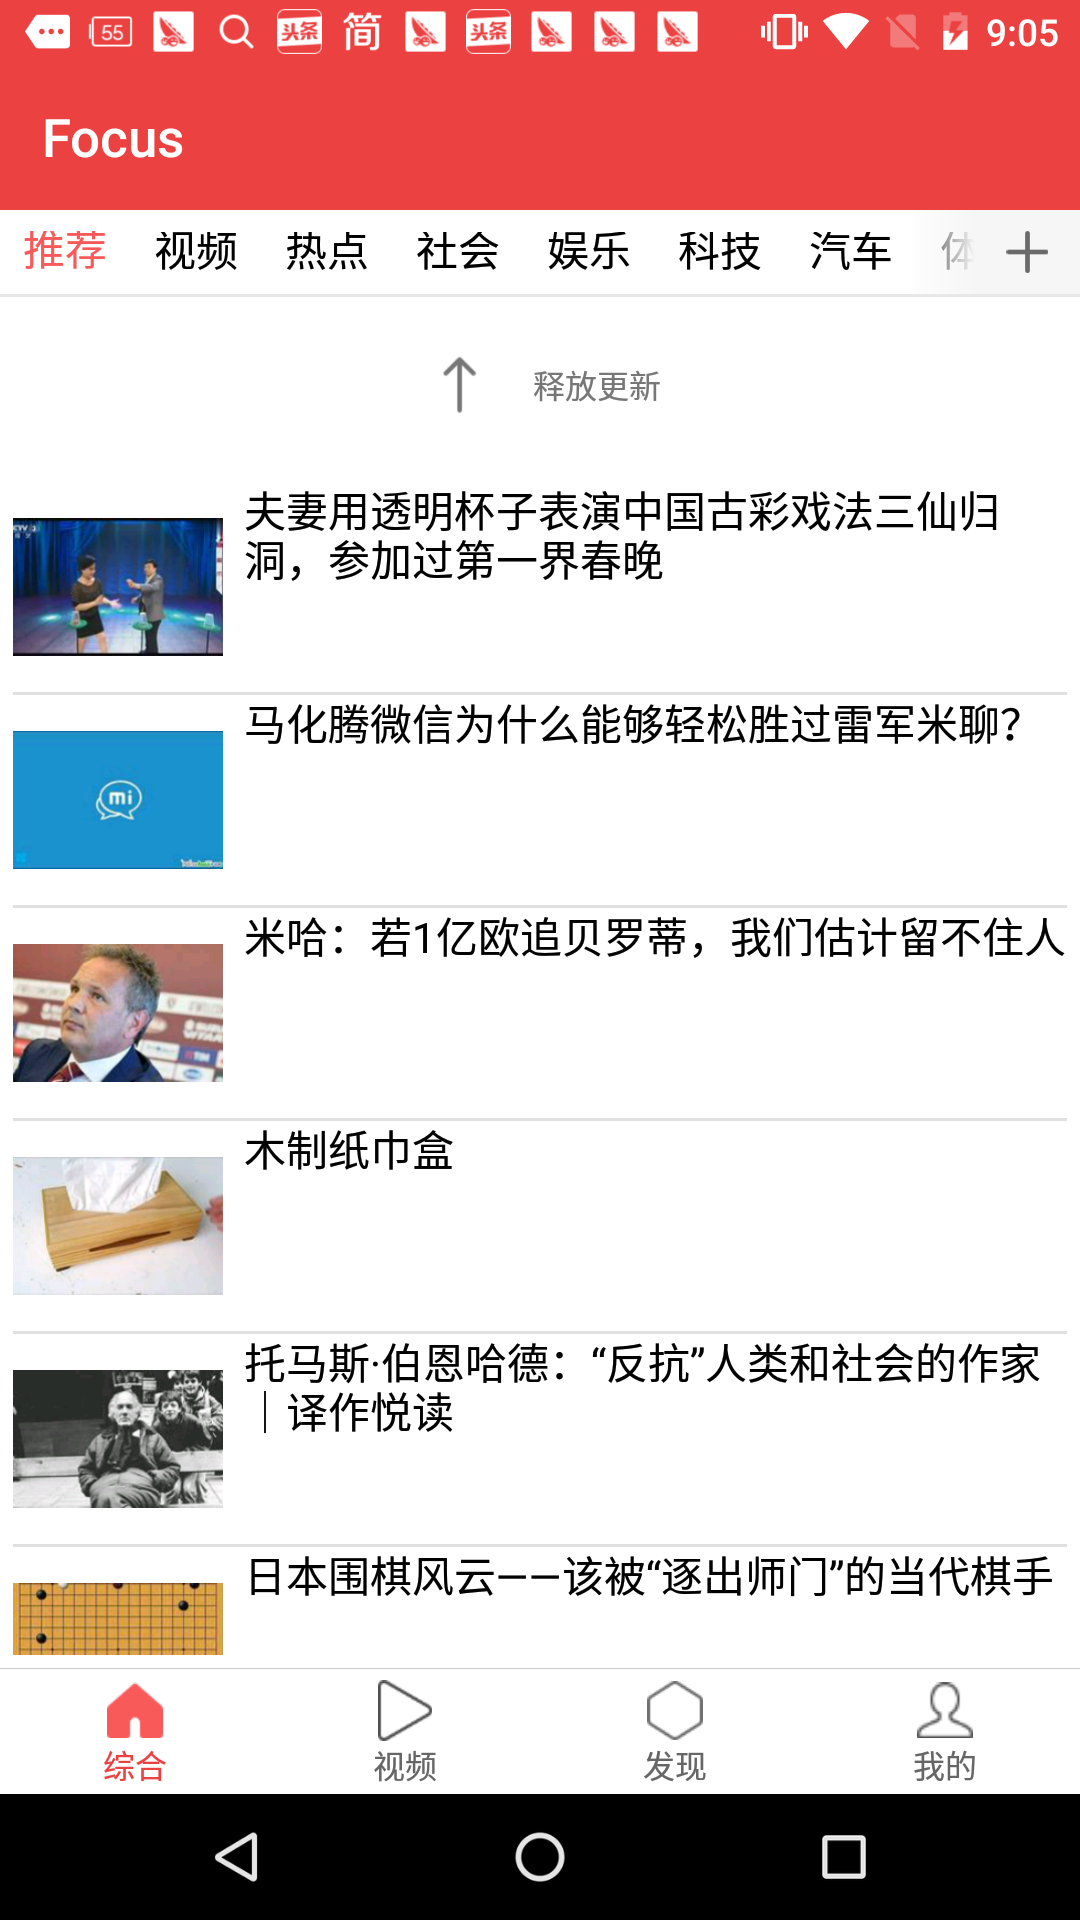 55
头条
简
头条
9:05
Focus
推荐 视频 热点 社会 娱乐 科技 汽车 体
释放更新
夫妻用透明杯子表演中国古彩戏法三仙归
洞，参加过第一界春晚
马化腾微信为什么能够轻松胜过雷军米聊？
mi
米哈：若1亿欧追贝罗蒂，我们估计留不住人
木制纸巾盒
托马斯·伯恩哈德：“反抗”人类和社会的作家
｜译作悦读
日本围棋风云——该被“逐出师门”的当代棋手
综合 视频 发现 我的